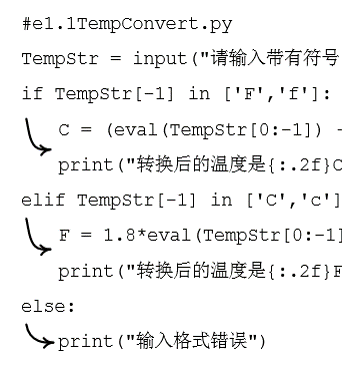 #e1.1TempConvert.py
TempStr = input("请输入带有符号
if TempStr[-1] in ['F','f']:
C = (eval(TempStr[0:-1]) -
print("转换后的温度是{:.2f}C
elif TempStr[-1] in ['C','c']
F = 1.8*eval(TempStr[0:-1]
print("转换后的温度是{:.2f}F
else:
print("输入格式错误")